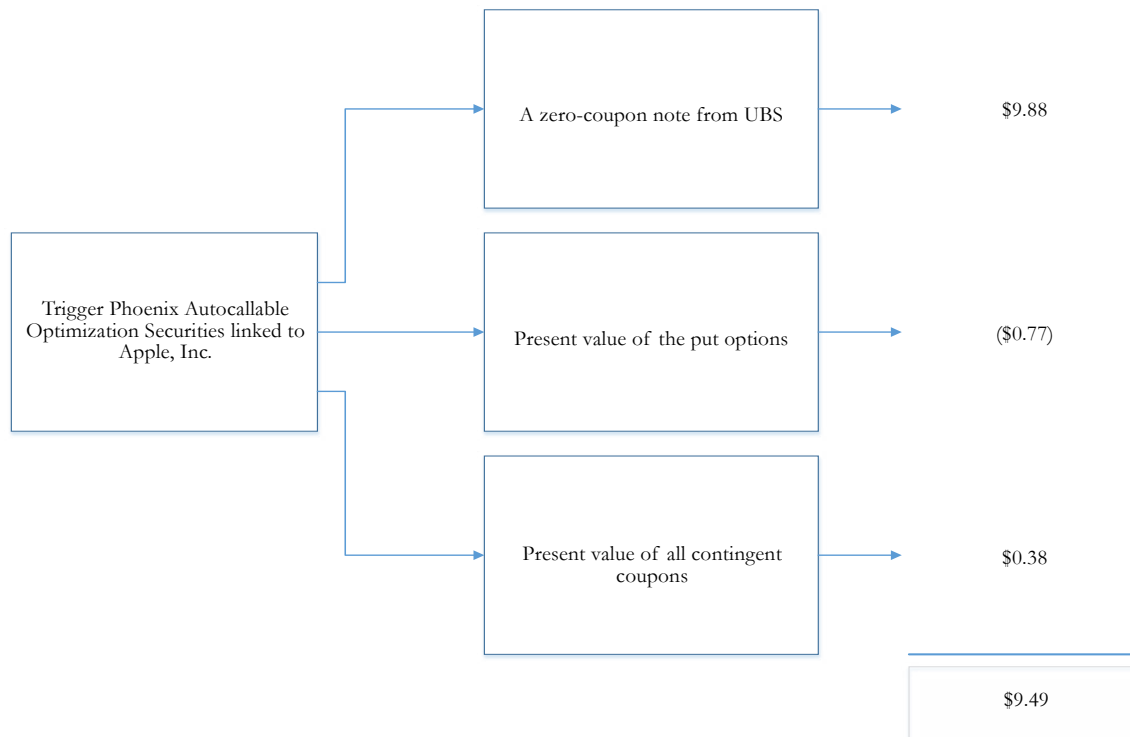 A zero-coupon note from UBS
$9.88
Trigger Phoenix Autocallable
Optimization Securities linked to
Apple, Inc.
Present value of the put options
($0.77)
Present value of all contingent
coupons
$0.38
$9.49